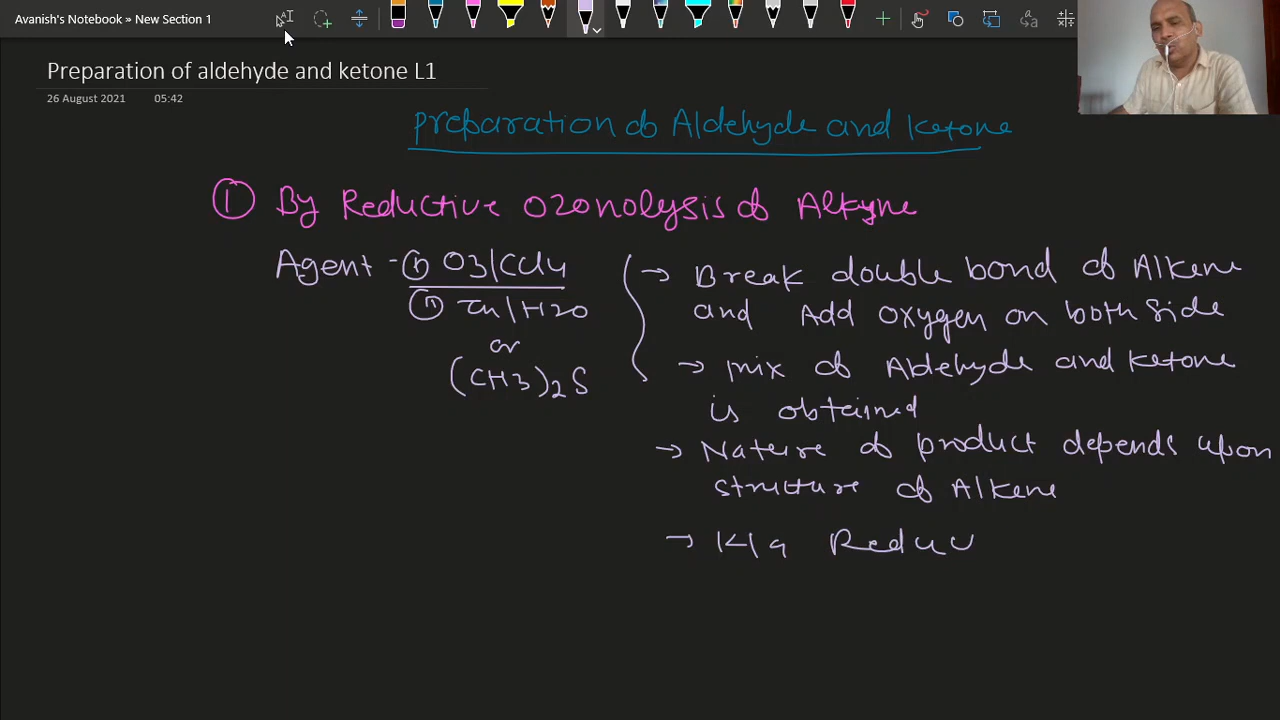 Avanish's Notebook » New Section 1
Preparation of aldehyde and ketone L1
26 August 2021 05:42
preparation of Aldehyde and Ketone
① By Reductive Ozonolysis of Alkyne
Agent - (i) O3/CCl4
(ii) Zn/H2O
or
(CH3)2S
→ Break double bond of Alkene
and Add oxygen on both side
→ mix of Aldehyde and Ketone
is obtained
→ Nature of product depends upon
structure of Alkene
→ K/a Reduc